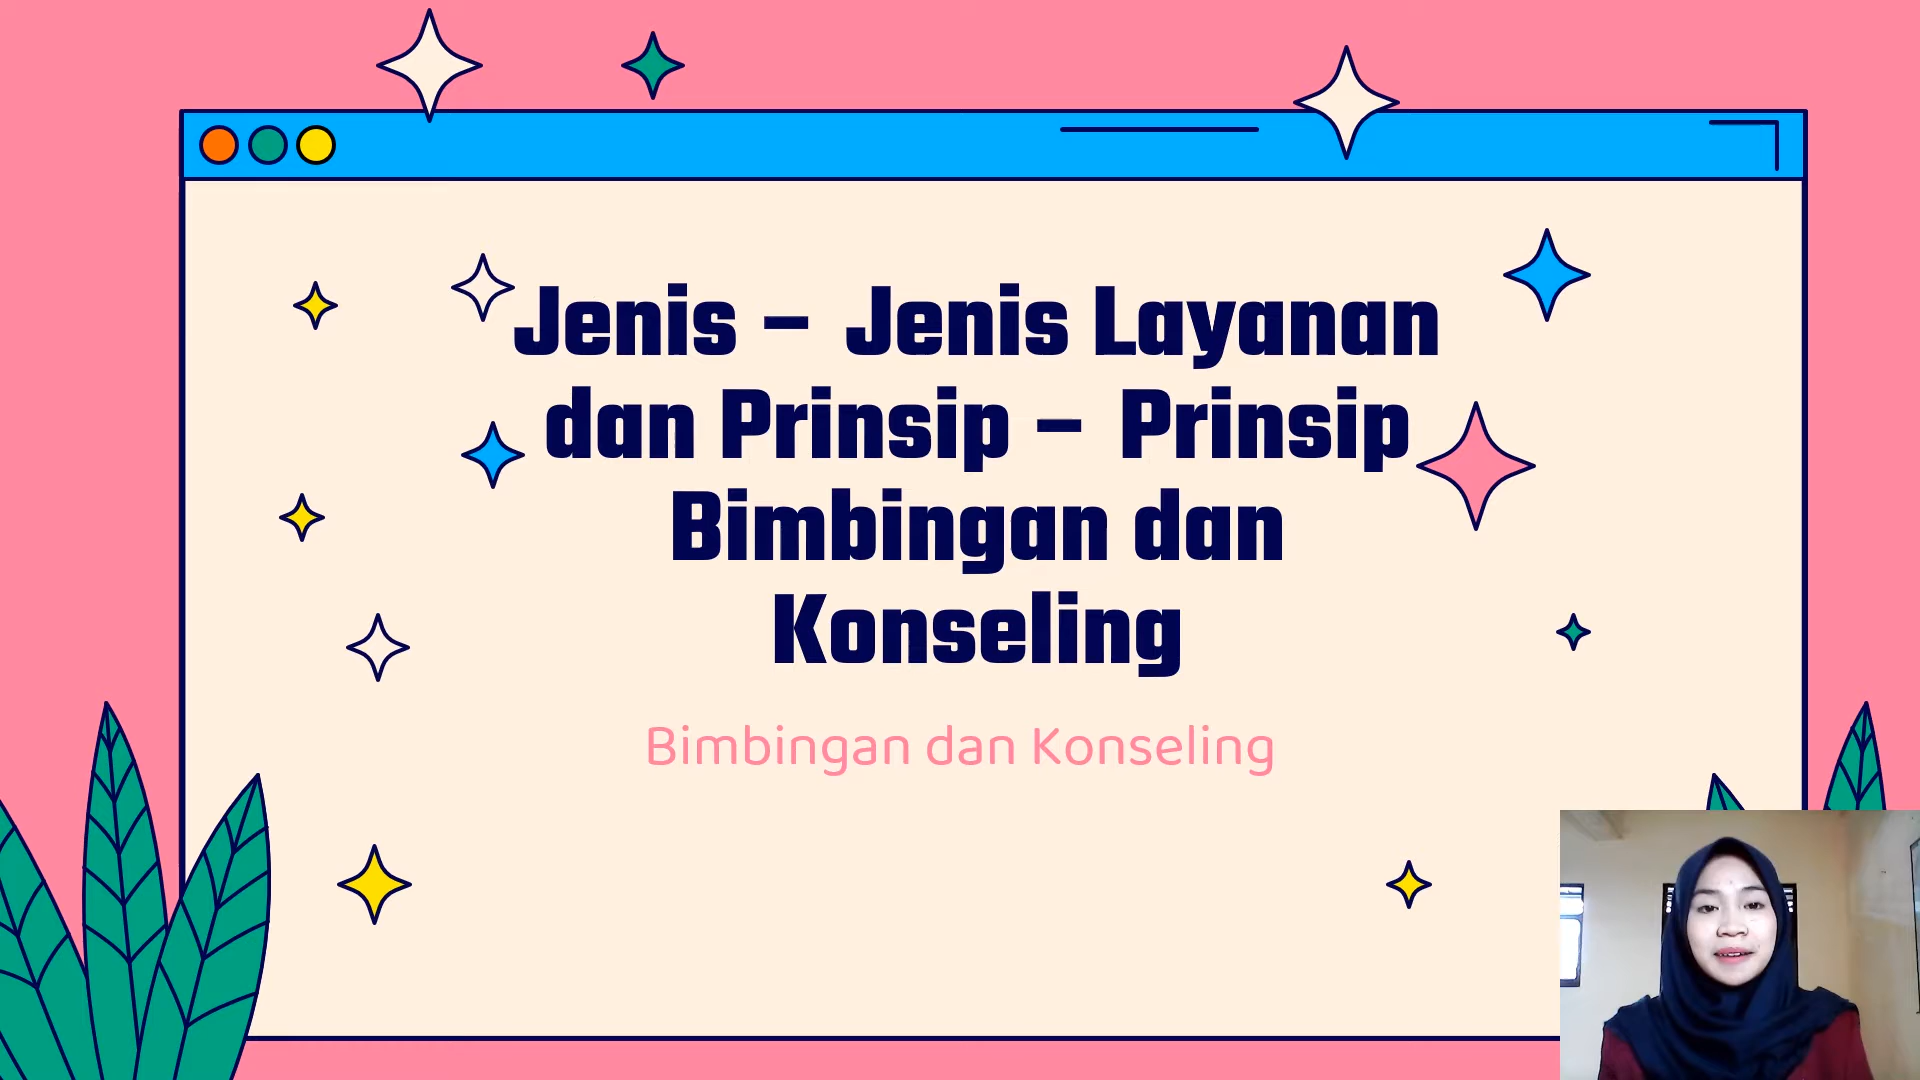 Jenis – Jenis Layanan
dan Prinsip – Prinsip
Bimbingan dan
Konseling
Bimbingan dan Konseling